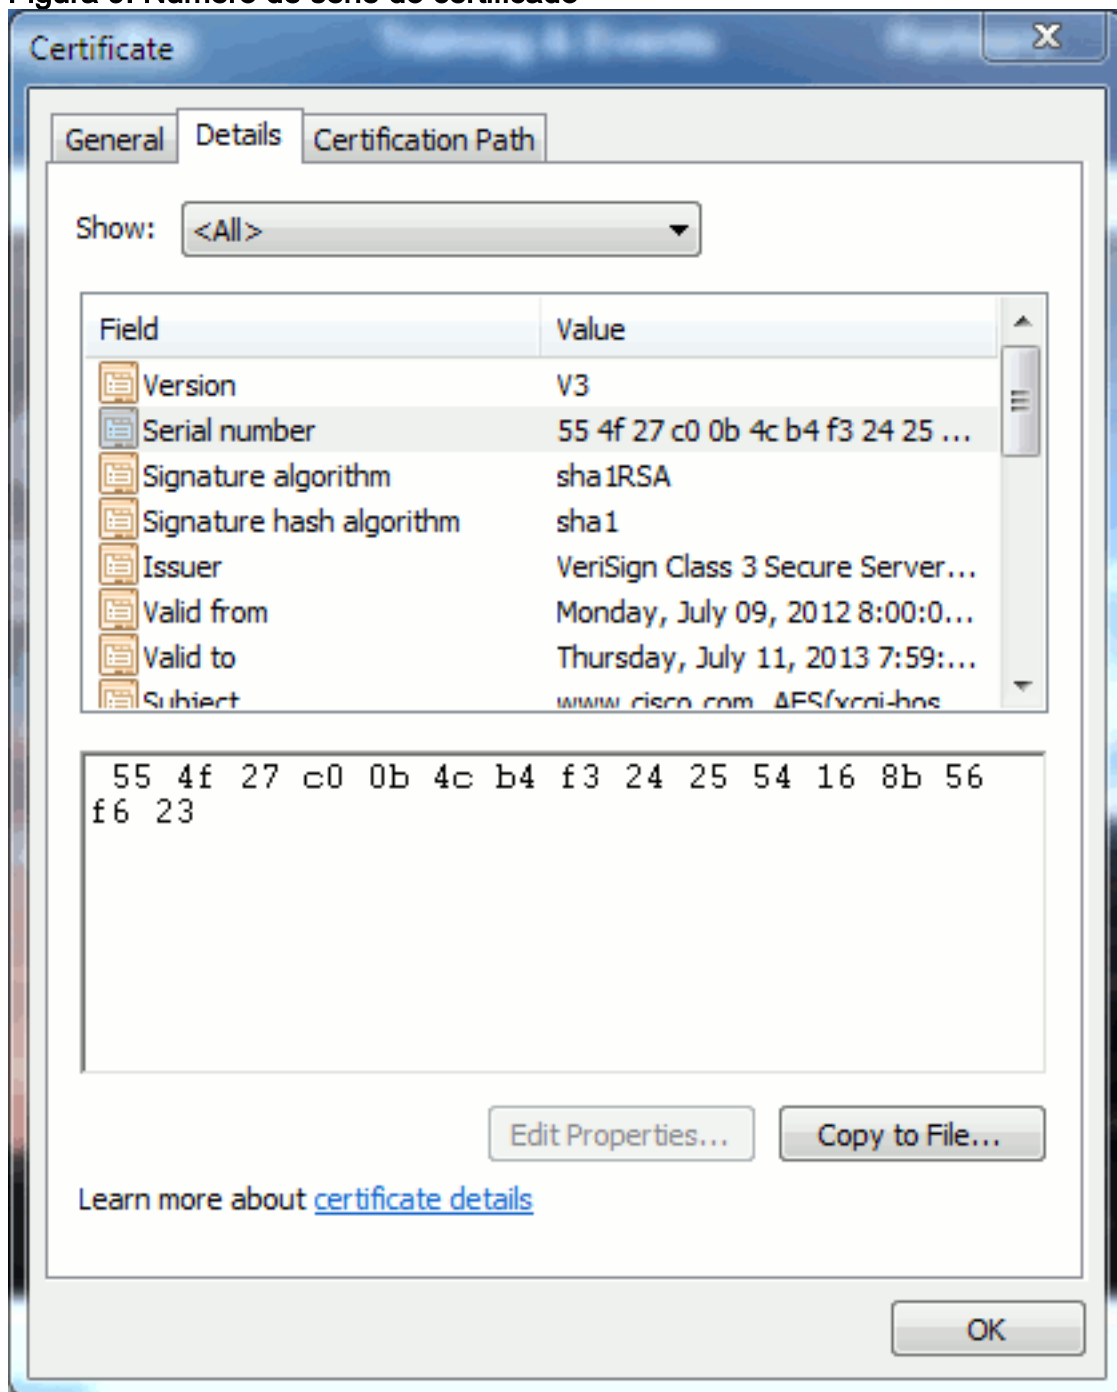 Certificate
General Details Certification Path
Show: <All>
Field Value
Version V3
Serial number 55 4f 27 c0 0b 4c b4 f3 24 25 ...
Signature algorithm sha1RSA
Signature hash algorithm sha1
Issuer VeriSign Class 3 Secure Server...
Valid from Monday, July 09, 2012 8:00:0...
Valid to Thursday, July 11, 2013 7:59:...
Subject www.cisco.com
55 4f 27 c0 0b 4c b4 f3 24 25 54 16 8b 56
f6 23
Edit Properties... Copy to File...
Learn more about certificate details
OK